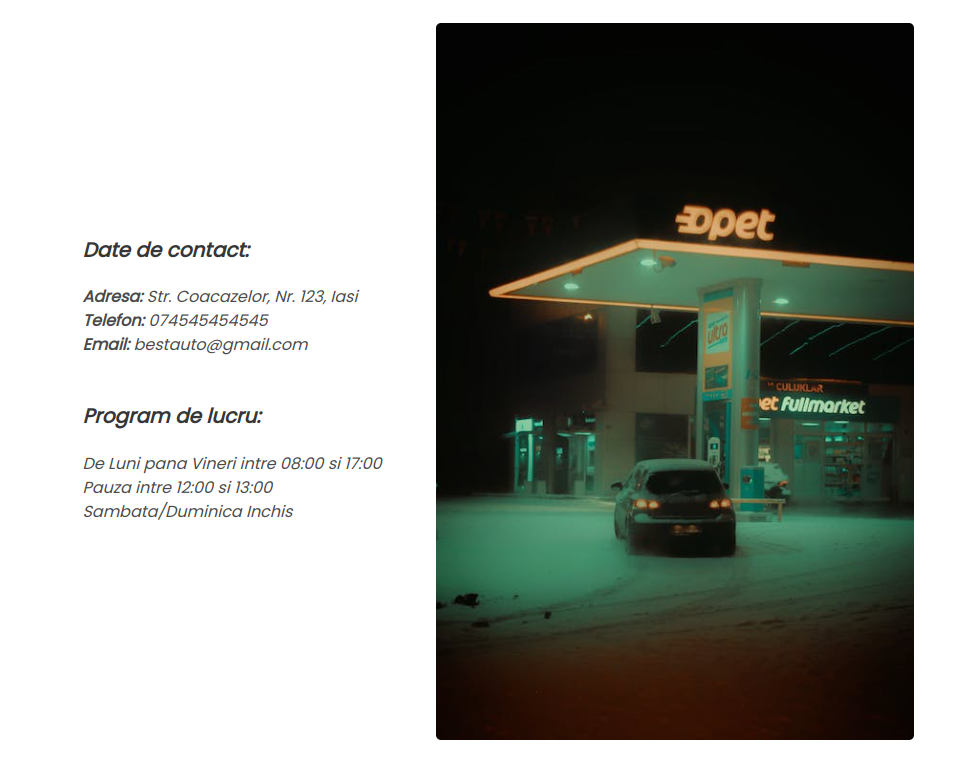 Date de contact:
Adresa: Str. Coacazelor, Nr. 123, Iasi
Telefon: 074545454545
Email: bestauto@gmail.com
Program de lucru:
De Luni pana Vineri intre 08:00 si 17:00
Pauza intre 12:00 si 13:00
Sambata/Duminica Inchis
opet
ultra
CULUKLAR
pet fullmarket